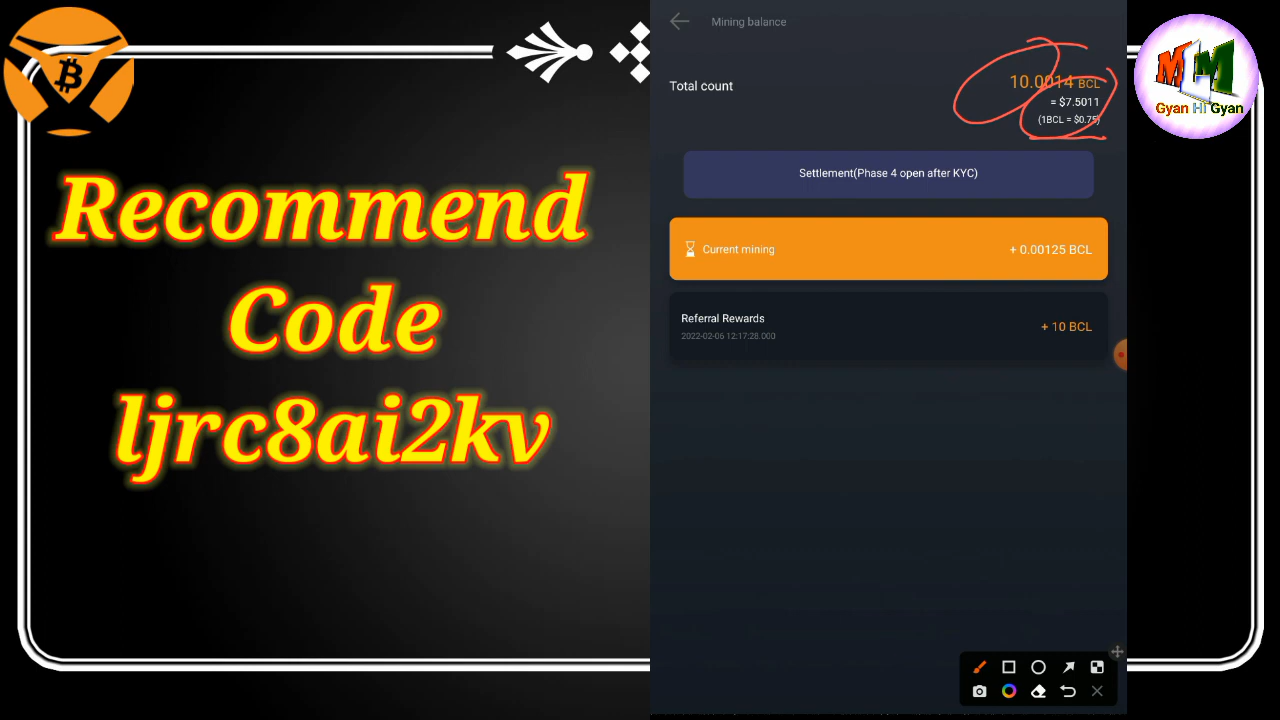 Recommend
Code
ljrc8ai2kv
Mining balance
Total count
10.0014 BCL
= $7.5011
(1BCL = $0.75)
Settlement(Phase 4 open after KYC)
Current mining
+ 0.00125 BCL
Referral Rewards
2022-02-06 12:17:28.000
+ 10 BCL
MM
Gyan Hi Gyan